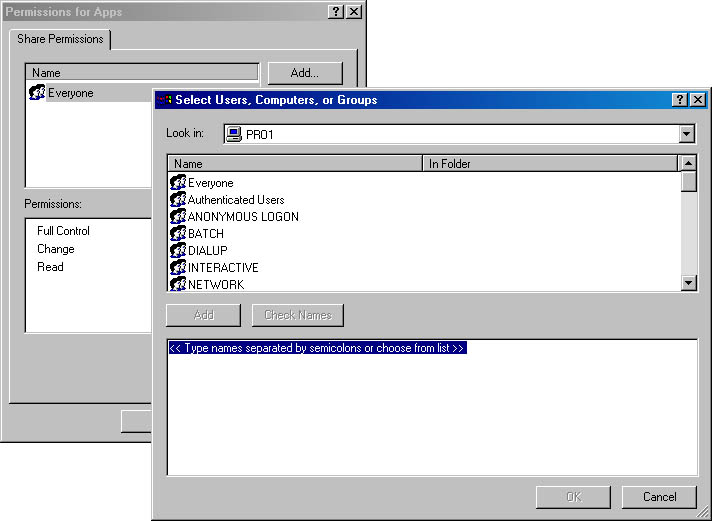 Permissions for Apps
Share Permissions
Name
Add...
Everyone
Permissions:
Full Control
Change
Read
Select Users, Computers, or Groups
Look in: PRO1
Name In Folder
Everyone
Authenticated Users
ANONYMOUS LOGON
BATCH
DIALUP
INTERACTIVE
NETWORK
Add Check Names
<< Type names separated by semicolons or choose from list >>
OK Cancel